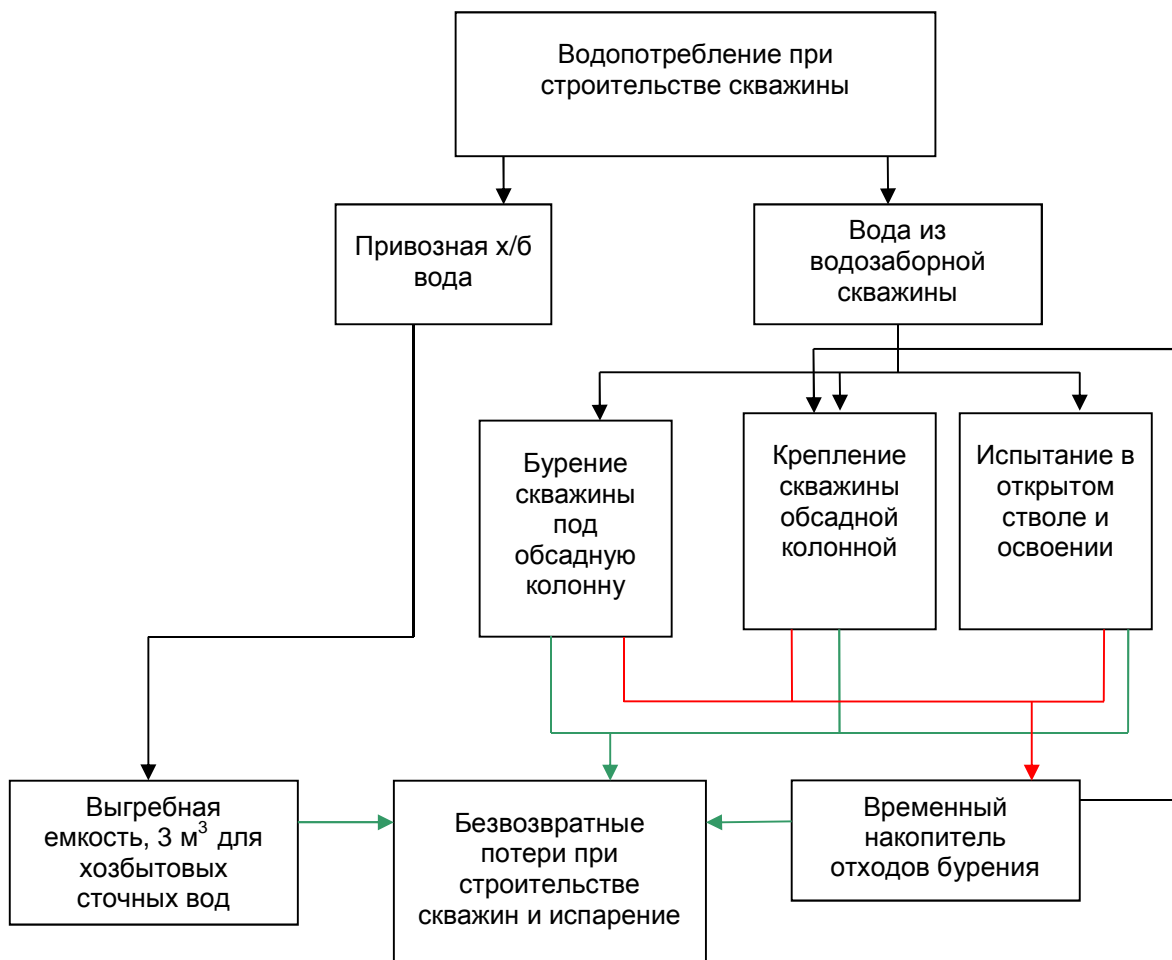 Водопотребление при
строительстве скважины
Привозная х/б
вода
Вода из
водозаборной
скважины
Бурение
скважины
под
обсадную
колонну
Крепление
скважины
обсадной
колонной
Испытание в
открытом
стволе и
освоении
Выгребная
емкость, 3 м³ для
хозбытовых
сточных вод
Безвозвратные
потери при
строительстве
скважин и испарение
Временный
накопитель
отходов бурения